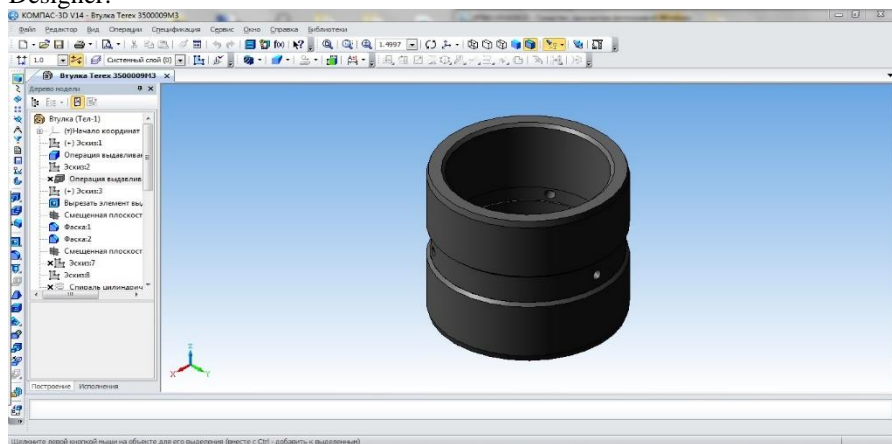 Designer.
КОМПАС-3D V14 - Втулка Terex 3500009М3
Файл Редактор Вид Операции Спецификация Сервис Окно Справка Библиотеки
1.4997
1.0 Системный слой (0)
Втулка Terex 3500009М3
Дерево модели
Втулка (Тел-1)
(т)Начало координат
(+) Эскиз:1
Операция выдавливан
Эскиз:2
Операция выдавлив
(+) Эскиз:3
Вырезать элемент выд
Смещенная плоскост
Фаска:1
Фаска:2
Смещенная плоскост
Эскиз:7
Эскиз:8
Спираль цилиндрич
Z
X Y
Построение Исполнения
Щелкните левой кнопкой мыши на объекте для его выделения (вместе с Ctrl - добавить к выделенным)